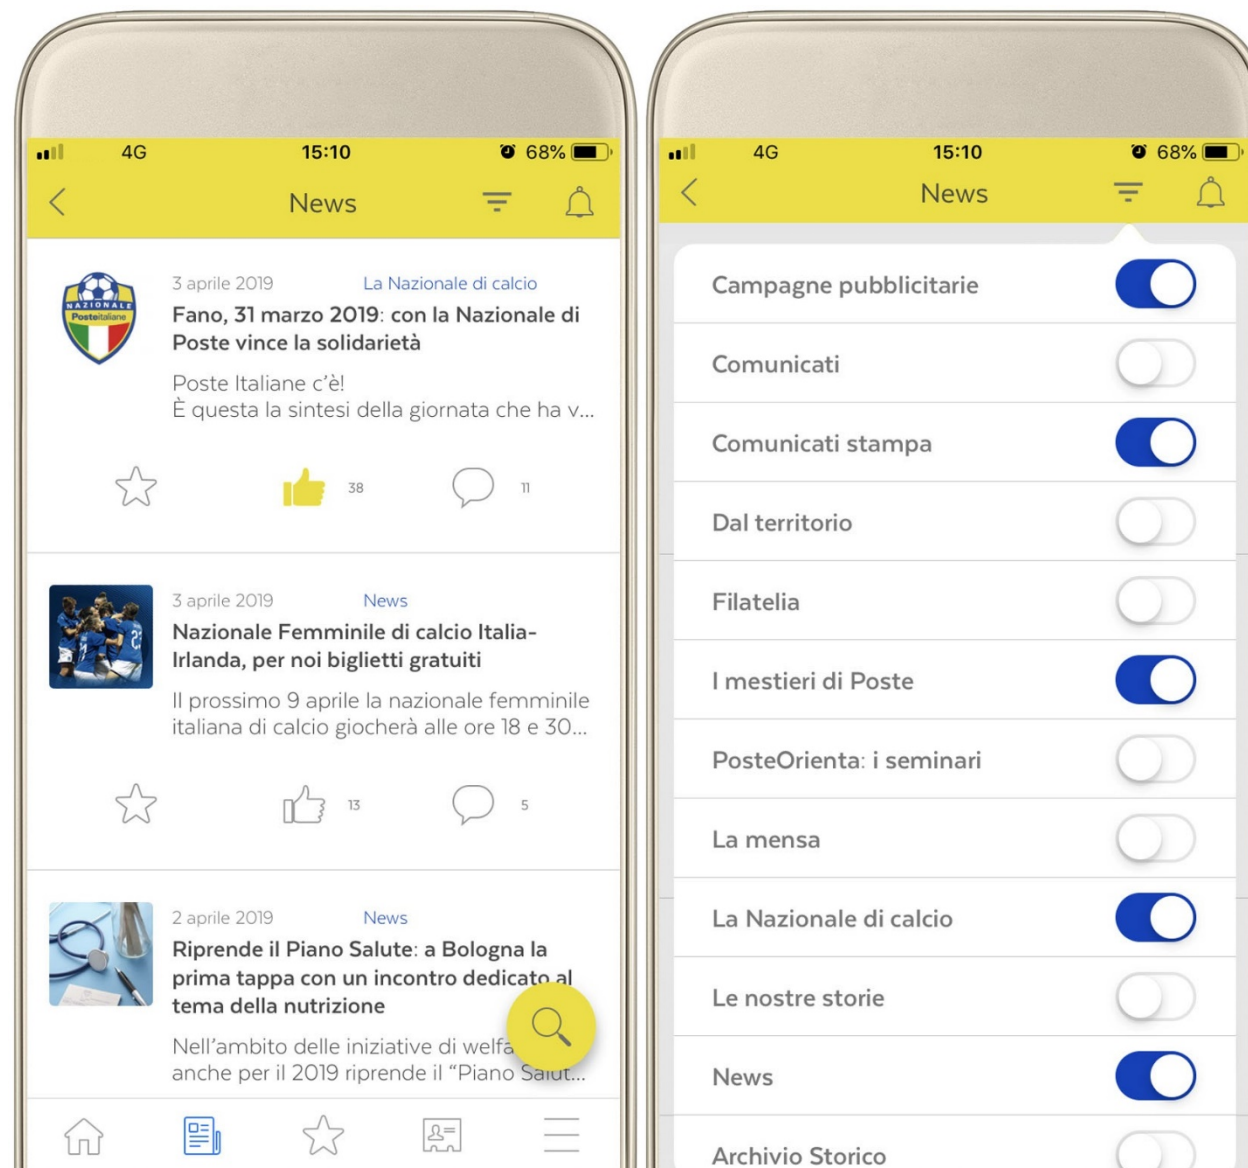 4G 15:10 68%
News
NAZIONALE
Posteitaliane
3 aprile 2019 La Nazionale di calcio
Fano, 31 marzo 2019: con la Nazionale di
Poste vince la solidarietà
Poste Italiane c'è!
È questa la sintesi della giornata che ha v...
38 11
23
3 aprile 2019 News
Nazionale Femminile di calcio Italia-
Irlanda, per noi biglietti gratuiti
Il prossimo 9 aprile la nazionale femminile
italiana di calcio giocherà alle ore 18 e 30...
13 5
2 aprile 2019 News
Riprende il Piano Salute: a Bologna la
prima tappa con un incontro dedicato al
tema della nutrizione
Nell'ambito delle iniziative di welfa
anche per il 2019 riprende il "Piano Salut...
4G 15:10 68%
News
Campagne pubblicitarie
Comunicati
Comunicati stampa
Dal territorio
Filatelia
I mestieri di Poste
PosteOrienta: i seminari
La mensa
La Nazionale di calcio
Le nostre storie
News
Archivio Storico